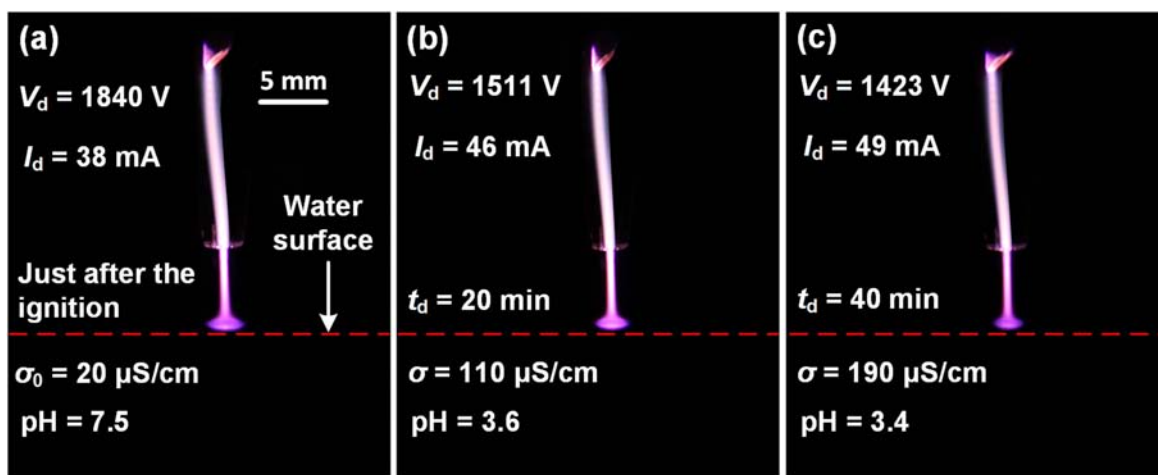 (a)
V_d = 1840 V
5 mm
I_d = 38 mA
Water
surface
Just after the
ignition
σ_0 = 20 µS/cm
pH = 7.5
(b)
V_d = 1511 V
I_d = 46 mA
t_d = 20 min
σ = 110 µS/cm
pH = 3.6
(c)
V_d = 1423 V
I_d = 49 mA
t_d = 40 min
σ = 190 µS/cm
pH = 3.4